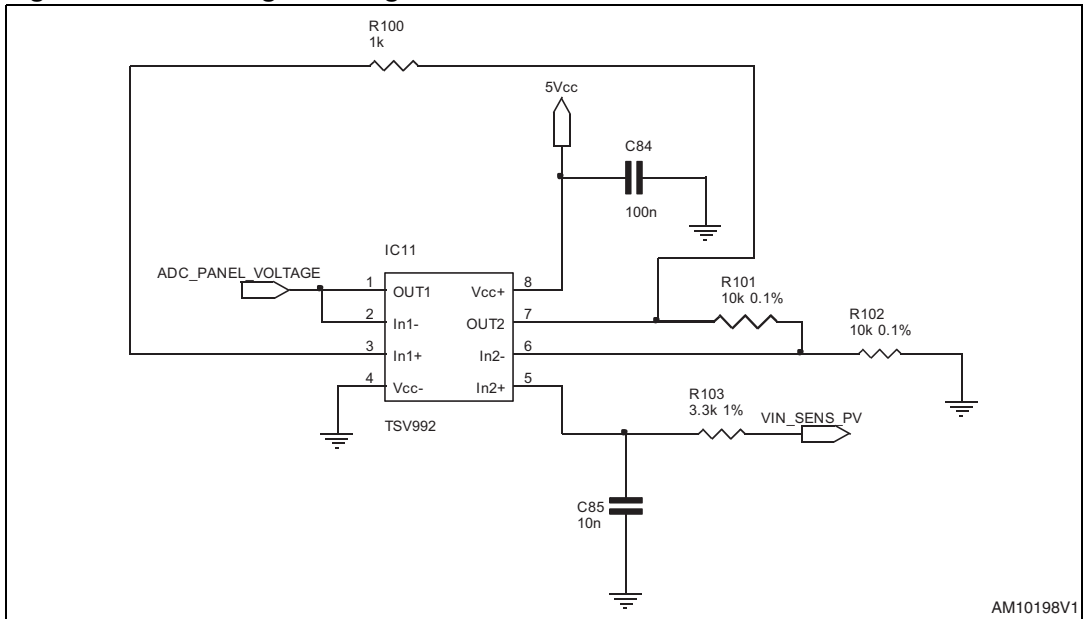 R100
1k
5Vcc
C84
100n
IC11
ADC_PANEL_VOLTAGE
1
OUT1
Vcc+
8
2
In1-
OUT2
7
3
In1+
In2-
6
4
Vcc-
In2+
5
TSV992
R101
10k 0.1%
R102
10k 0.1%
R103
3.3k 1%
VIN_SENS_PV
C85
10n
AM10198V1